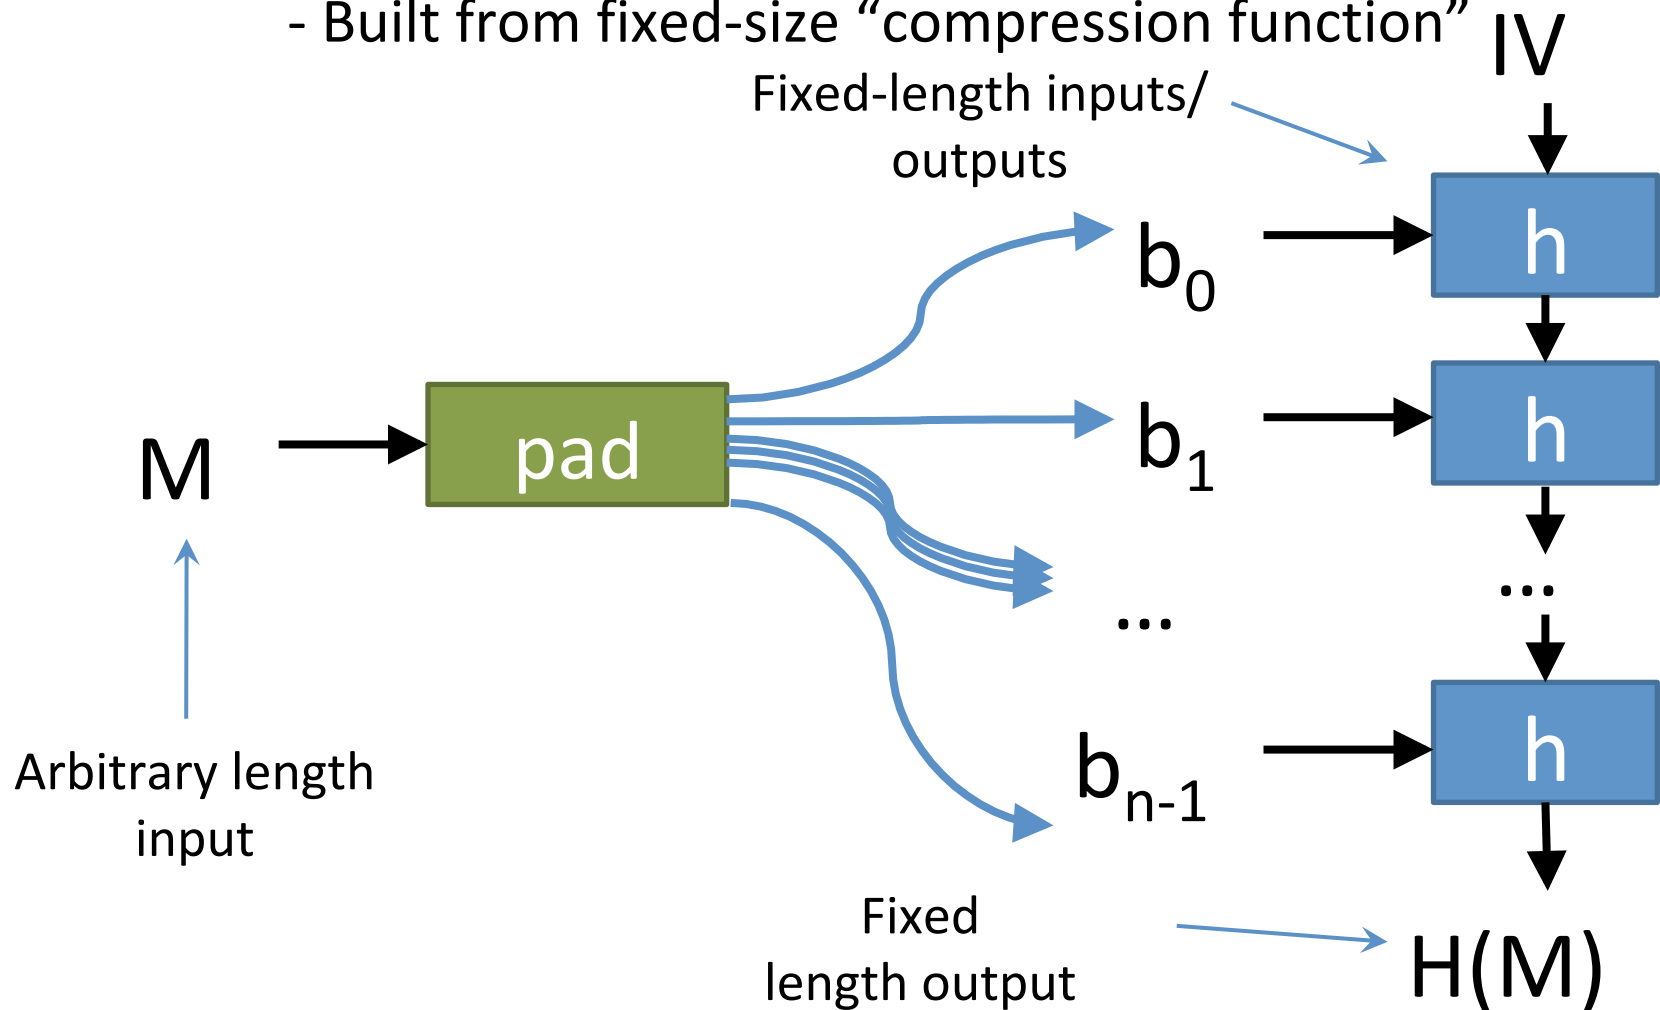 - Built from fixed-size “compression function”
IV
Fixed-length inputs/
outputs
b0
h
b1
h
M
pad
...
...
bn-1
h
Arbitrary length
input
Fixed
length output
H(M)